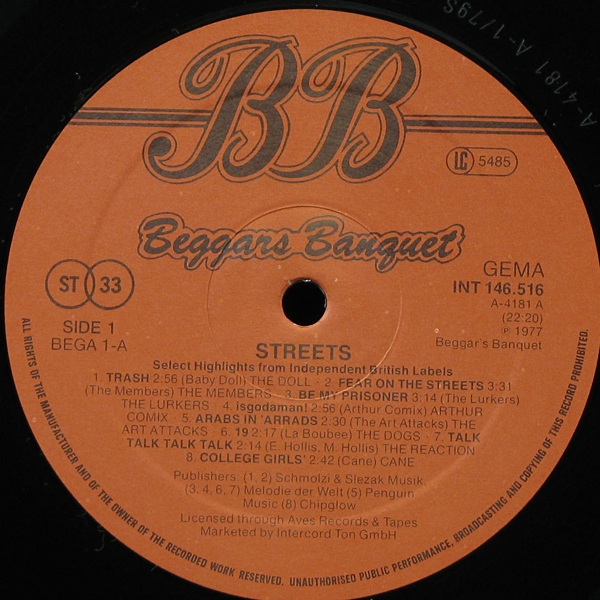 BB
LC 5485
Beggars Banquet
ST 33
GEMA
INT 146.516
A-4181 A
(22:20)
℗ 1977
Beggar's Banquet
SIDE 1
BEGA 1-A
STREETS
Select Highlights from Independent British Labels
1. TRASH 2:56 (Baby Doll) THE DOLL · 2. FEAR ON THE STREETS 3:31
(The Members) THE MEMBERS · 3. BE MY PRISONER 3:14 (The Lurkers)
THE LURKERS · 4. isgodaman! 2:56 (Arthur Comix) ARTHUR
COMIX · 5. ARABS IN 'ARRADS 2:30 (The Art Attacks) THE
ART ATTACKS · 6. 19 2:17 (La Boubee) THE DOGS · 7. TALK
TALK TALK TALK 2:14 (E. Hollis, M. Hollis) THE REACTION
8. COLLEGE GIRLS' 2:42 (Cane) CANE
Publishers: (1, 2) Schmolzi & Slezak Musik.
(3, 4, 6, 7) Melodie der Welt (5) Penguin
Music (8) Chipglow
Licensed through Aves Records & Tapes
Marketed by Intercord Ton GmbH
ALL RIGHTS OF THE MANUFACTURER AND OF THE OWNER OF THE RECORDED WORK RESERVED. UNAUTHORISED PUBLIC PERFORMANCE, BROADCASTING AND COPYING OF THIS RECORD PROHIBITED.
A-4181 A-1/79S